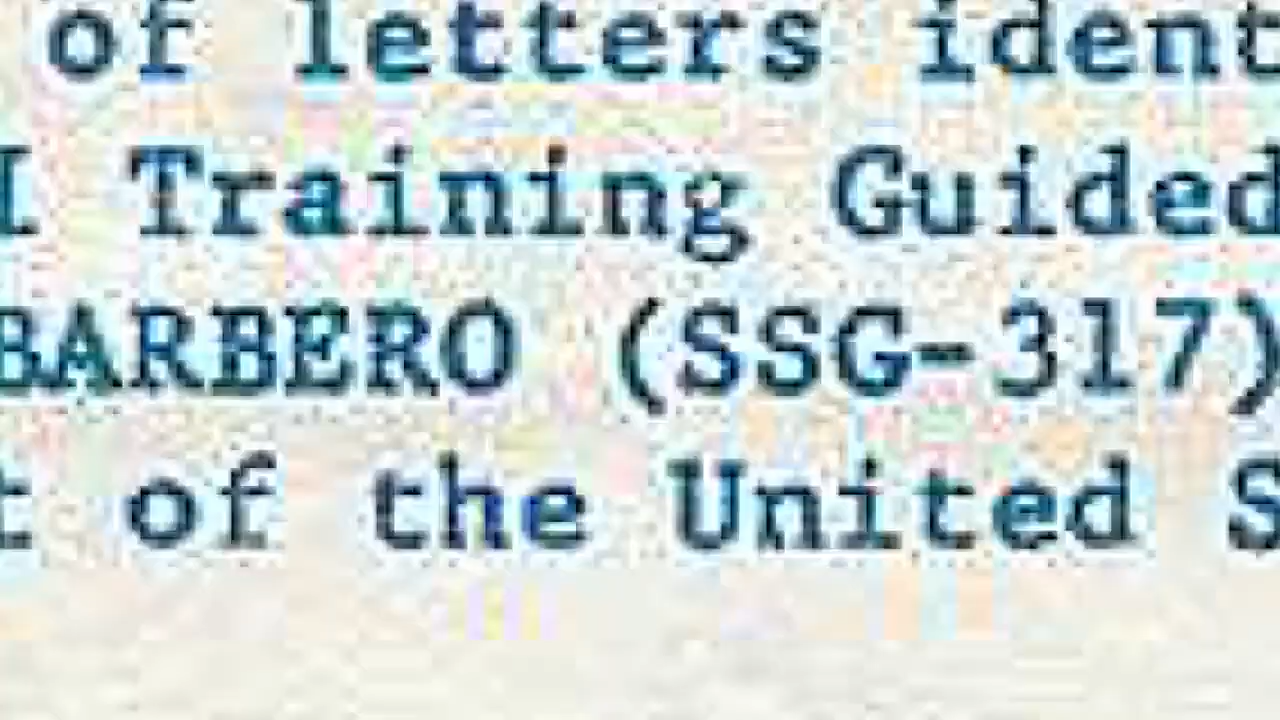 of letters ident
I Training Guided
BARBERO (SSG-317)
t of the United S